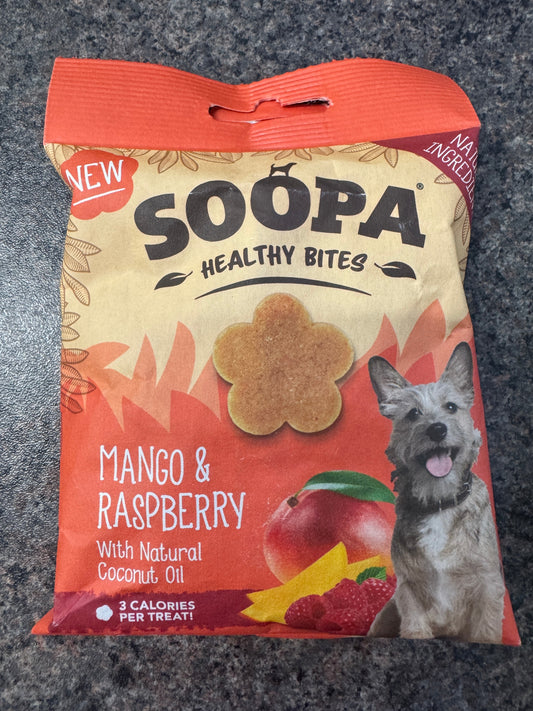 NEW
SOOPA®
HEALTHY BITES
MANGO &
RASPBERRY
With Natural
Coconut Oil
3 CALORIES
PER TREAT!